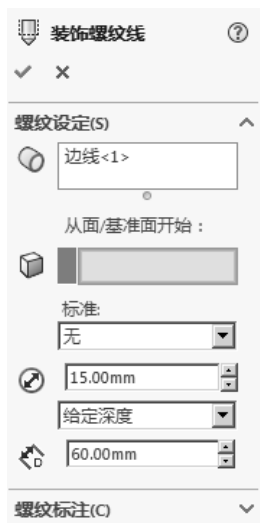 装饰螺纹线
螺纹设定(S)
边线<1>
从面/基准面开始：
标准:
无
15.00mm
给定深度
60.00mm
螺纹标注(C)